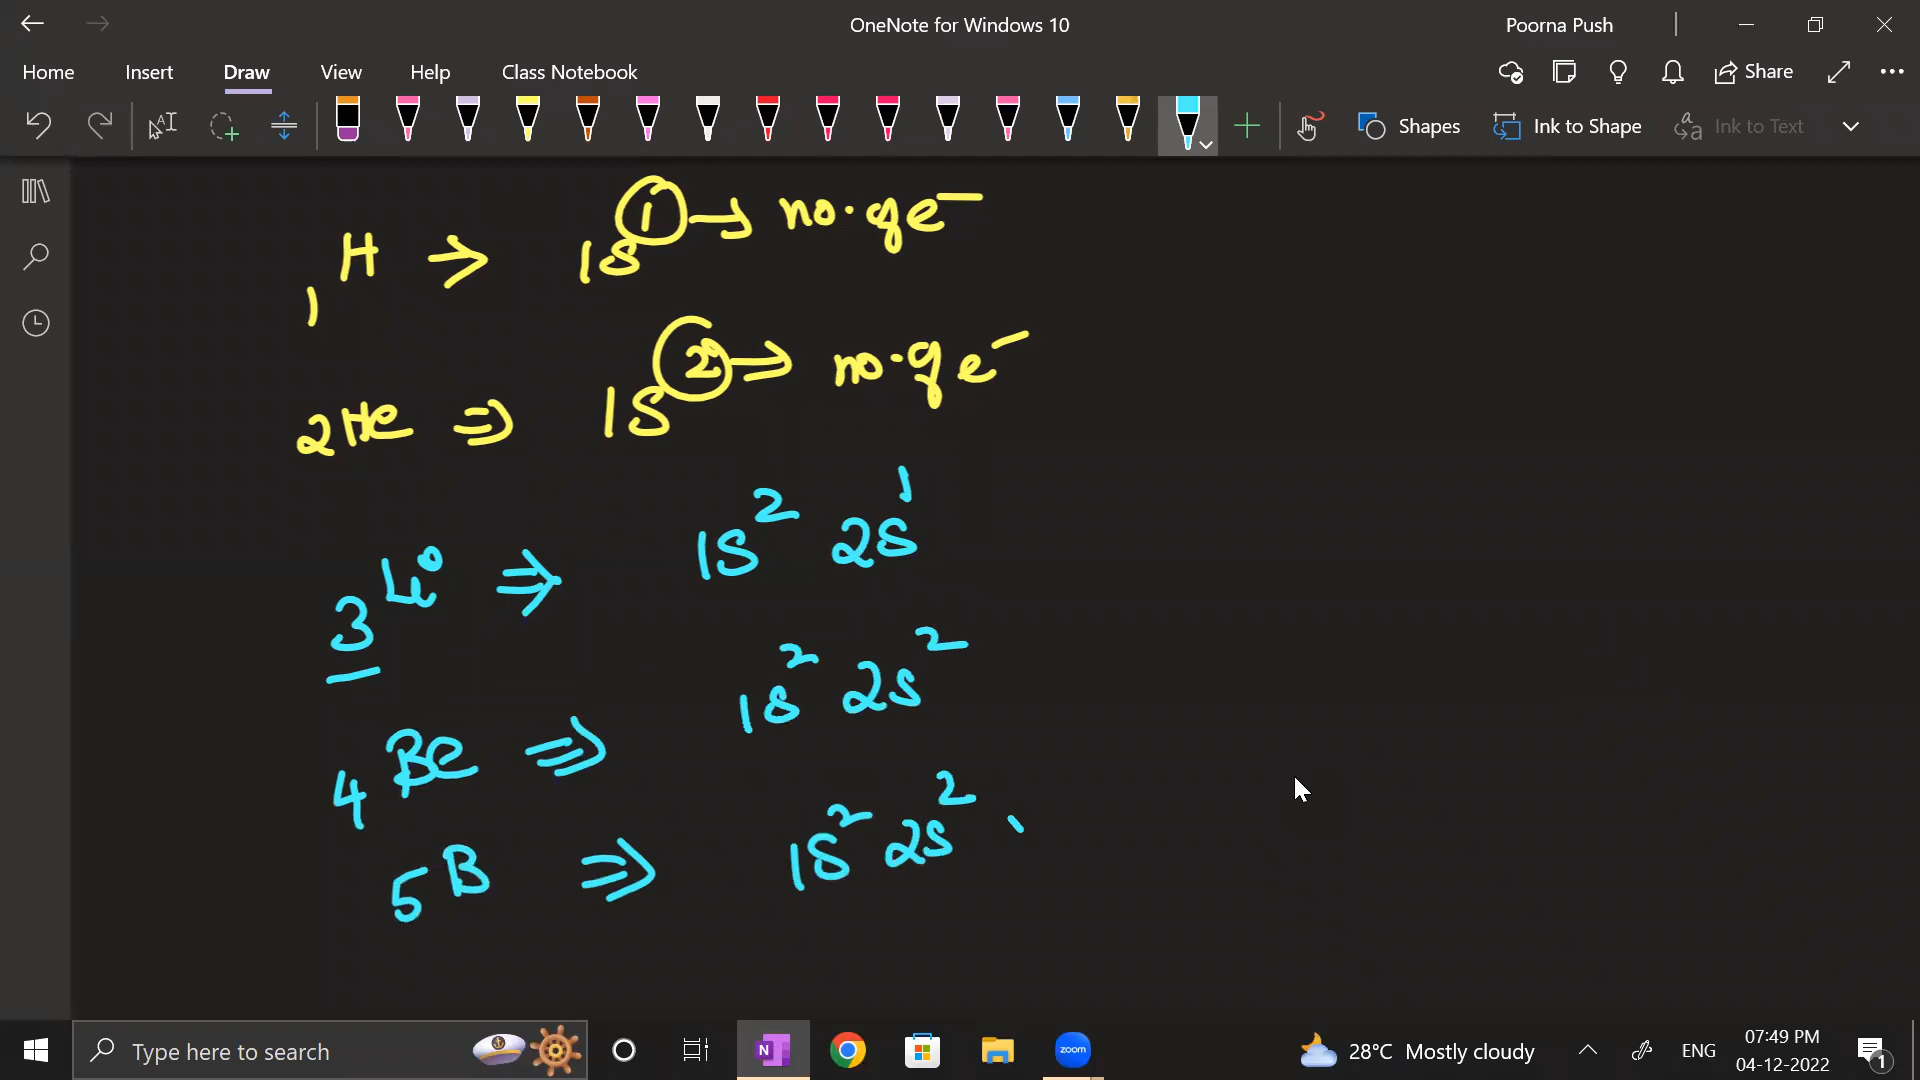 OneNote for Windows 10
Poorna Push
Home Insert Draw View Help Class Notebook
Share
Shapes Ink to Shape Ink to Text
₁H → 1s¹ → no. of e⁻
₂He ⇒ 1s² → no. of e⁻
₃Li ⇒ 1s² 2s¹
₄Be ⇒ 1s² 2s²
₅B ⇒ 1s² 2s²
Type here to search
N
zoom
28°C Mostly cloudy
ENG
07:49 PM
04-12-2022
1